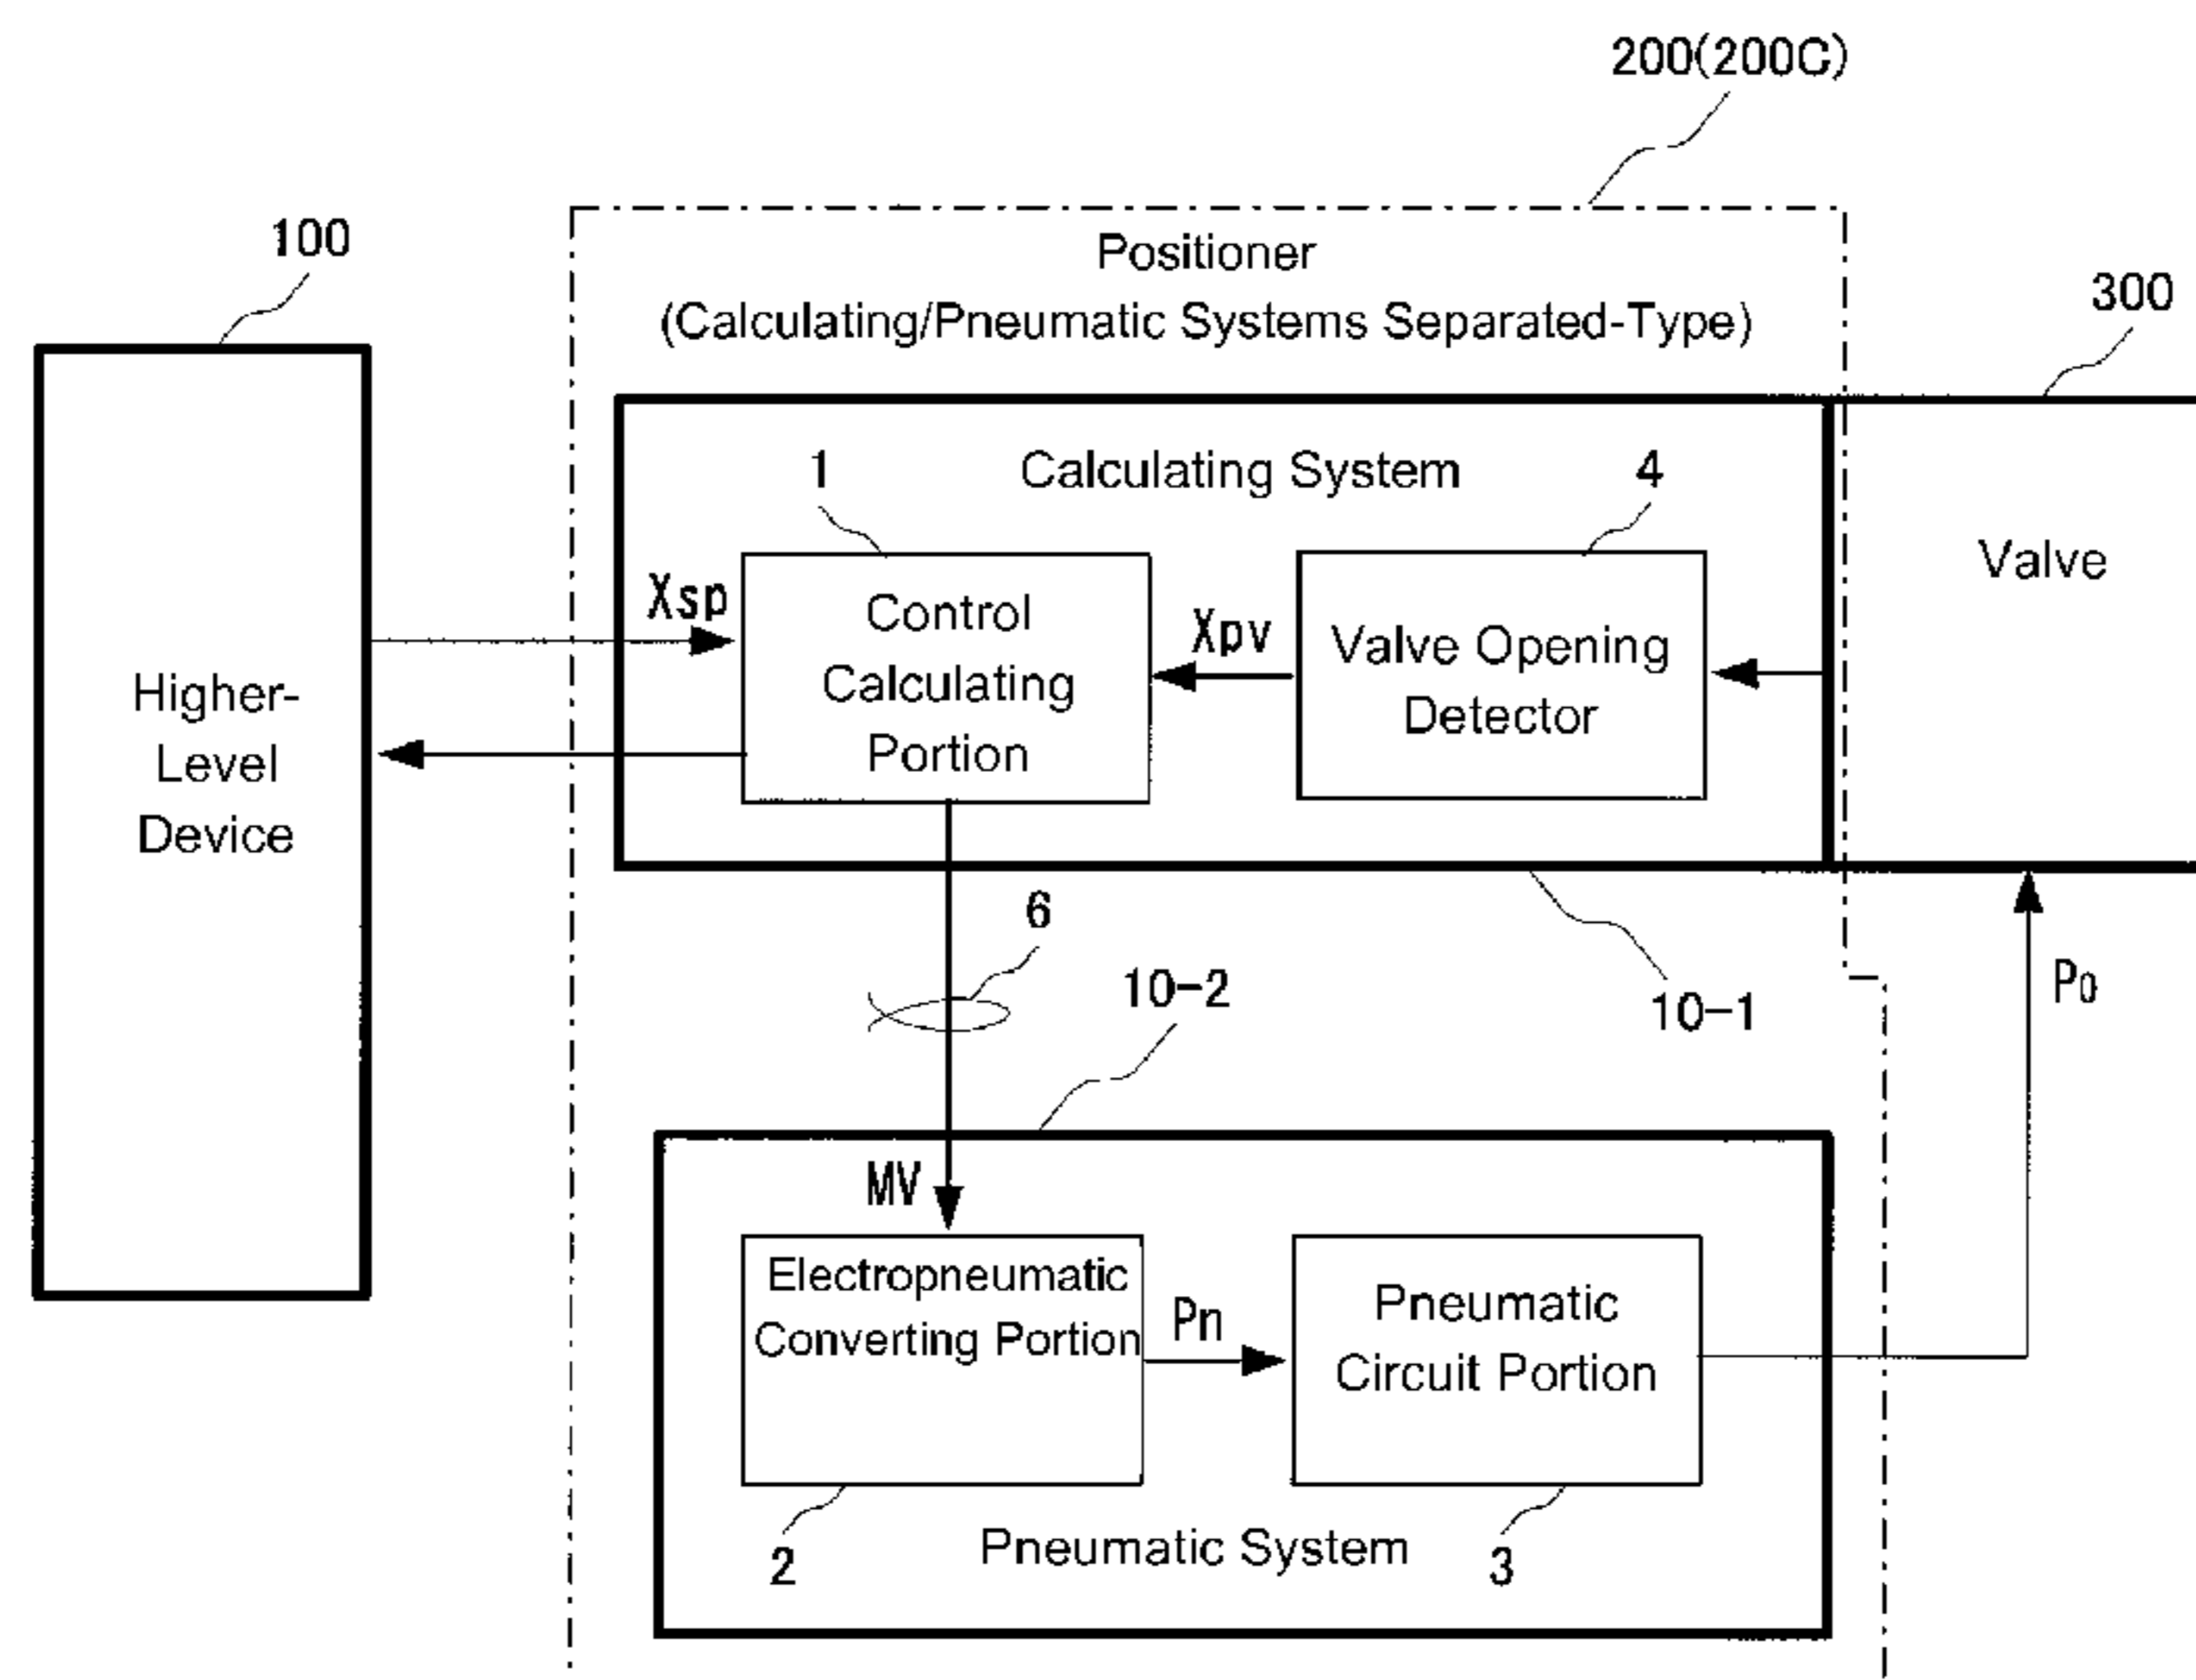 200(200C)
100
Positioner
(Calculating/Pneumatic Systems Separated-Type)
300
Calculating System
1
4
Valve
Xsp
Control
Calculating
Portion
Xpv
Valve Opening
Detector
Higher-
Level
Device
6
10-2
10-1
P0
MV
Electropneumatic
Converting Portion
Pn
Pneumatic
Circuit Portion
2
Pneumatic System
3